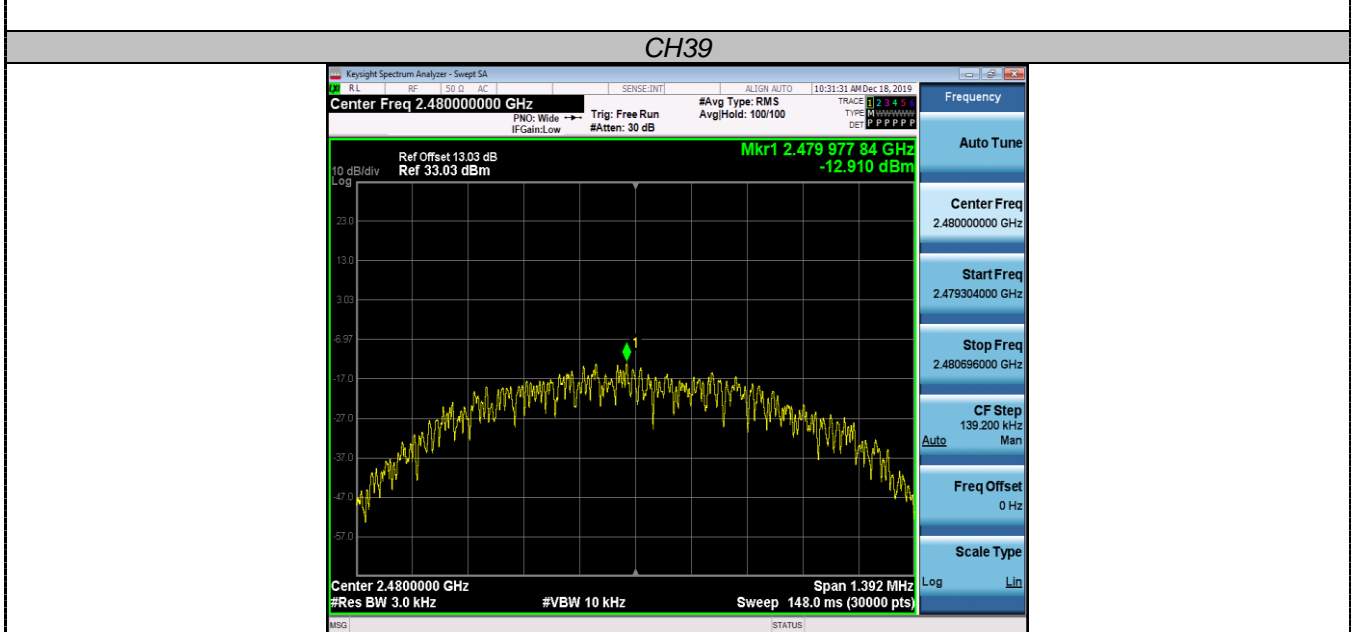 CH39
Keysight Spectrum Analyzer - Swept SA
LXI RL RF 50 Ω AC SENSE:INT ALIGN AUTO 10:31:31 AM Dec 18, 2019
Center Freq 2.480000000 GHz
PNO: Wide
IFGain:Low
Trig: Free Run
#Atten: 30 dB
#Avg Type: RMS
Avg|Hold: 100/100
TRACE 1 2 3 4 5 6
TYPE M WWWWW
DET P P P P P P
Mkr1 2.479 977 84 GHz
-12.910 dBm
Ref Offset 13.03 dB
10 dB/div Ref 33.03 dBm
Log
23.0
13.0
3.03
-6.97
-17.0
-27.0
-37.0
-47.0
-57.0
1
Center 2.4800000 GHz Span 1.392 MHz
#Res BW 3.0 kHz #VBW 10 kHz Sweep 148.0 ms (30000 pts)
MSG STATUS
Frequency
Auto Tune
Center Freq
2.480000000 GHz
Start Freq
2.479304000 GHz
Stop Freq
2.480696000 GHz
CF Step
139.200 kHz
Auto Man
Freq Offset
0 Hz
Scale Type
Log Lin